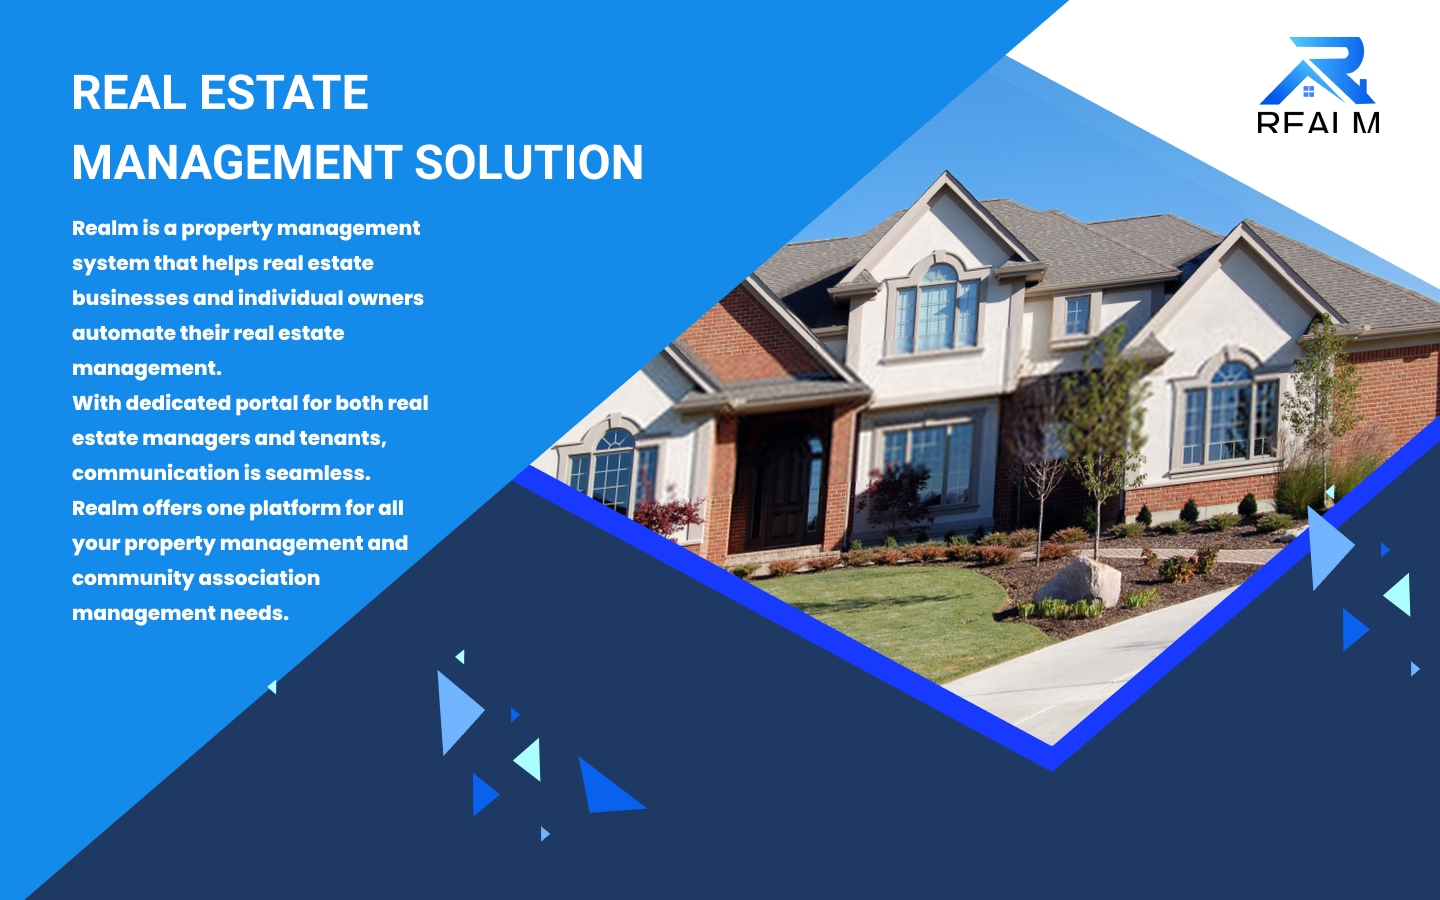 REAL ESTATE
MANAGEMENT SOLUTION
Realm is a property management
system that helps real estate
businesses and individual owners
automate their real estate
management.
With dedicated portal for both real
estate managers and tenants,
communication is seamless.
Realm offers one platform for all
your property management and
community association
management needs.
REALM